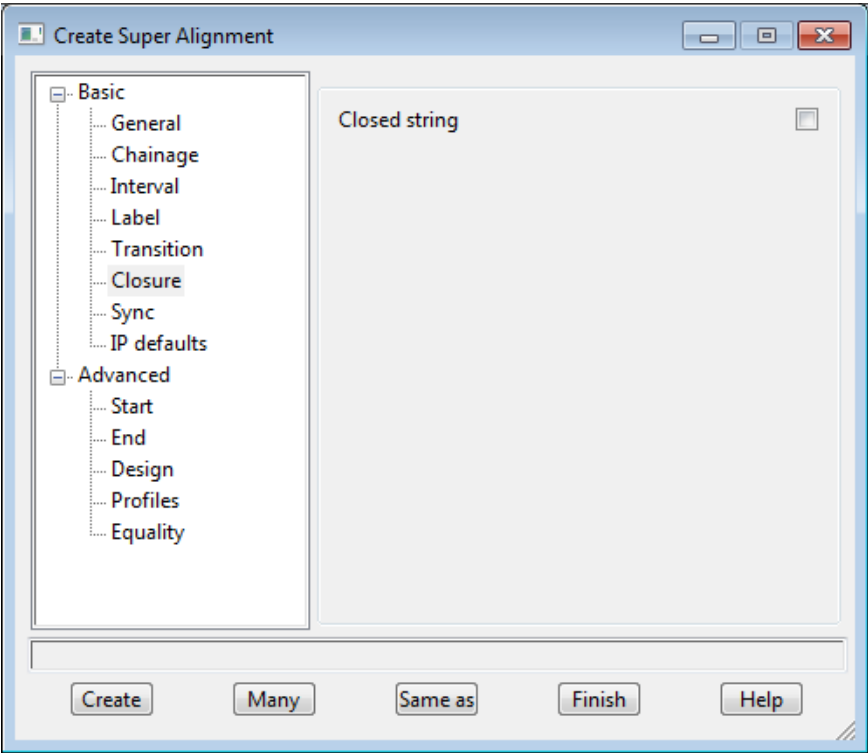 Create Super Alignment
Basic
General
Chainage
Interval
Label
Transition
Closure
Sync
IP defaults
Advanced
Start
End
Design
Profiles
Equality
Closed string
Create Many Same as Finish Help